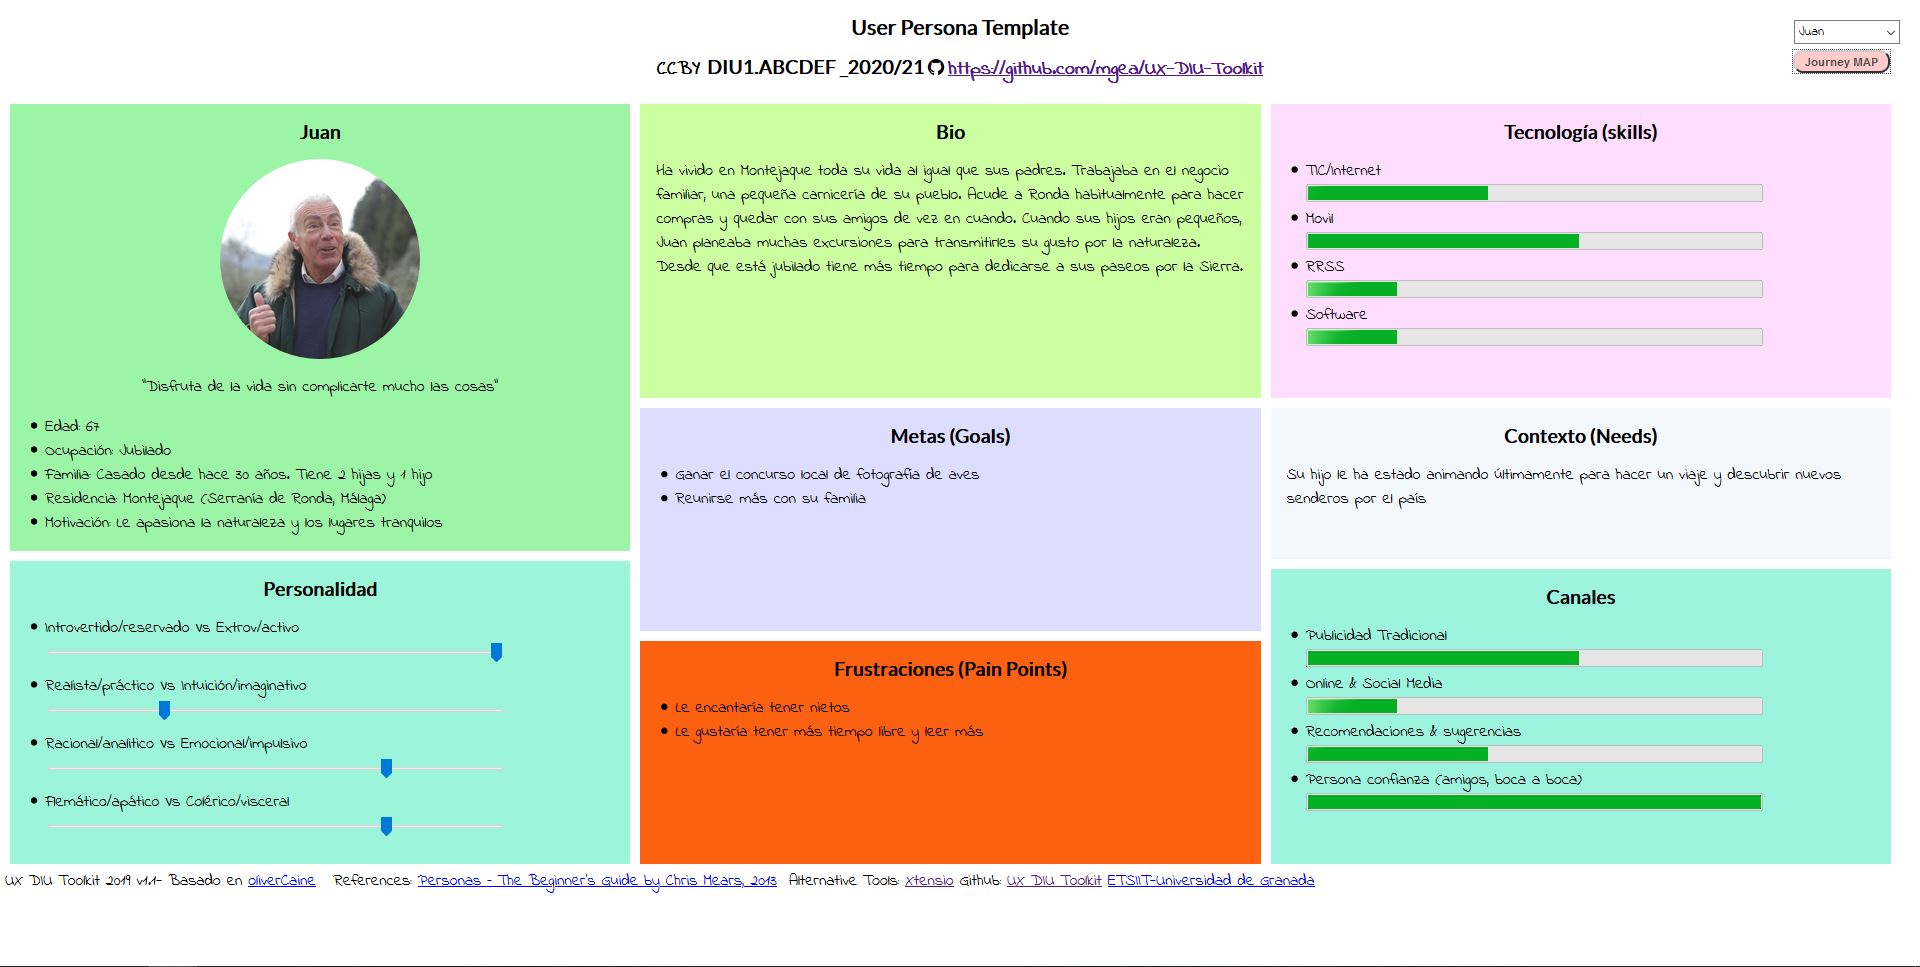 User Persona Template
Juan
CCBY DIU1.ABCDEF _2020/21 https://github.com/mgea/UX-DIU-Toolkit
Journey MAP
Juan
"Disfruta de la vida sin complicarte mucho las cosas"
Edad: 67
Ocupación: Jubilado
Familia: Casado desde hace 30 años. Tiene 2 hijas y 1 hijo
Residencia: Montejaque (Serranía de Ronda, Málaga)
Motivación: Le apasiona la naturaleza y los lugares tranquilos
Personalidad
Introvertido/reservado Vs Extrov/activo
Realista/práctico Vs Intuición/imaginativo
Racional/analitico Vs Emocional/impulsivo
Flemático/apático Vs Colérico/visceral
Bio
Ha vivido en Montejaque toda su vida al igual que sus padres. Trabajaba en el negocio
familiar, una pequeña carnicería de su pueblo. Acude a Ronda habitualmente para hacer
compras y quedar con sus amigos de vez en cuando. Cuando sus hijos eran pequeños,
Juan planeaba muchas excursiones para transmitirles su gusto por la naturaleza.
Desde que está jubilado tiene más tiempo para dedicarse a sus paseos por la Sierra.
Metas (Goals)
Ganar el concurso local de fotografía de aves
Reunirse más con su familia
Frustraciones (Pain Points)
Le encantaría tener nietos
Le gustaría tener más tiempo libre y leer más
Tecnología (skills)
TIC/Internet
Movil
RRSS
Software
Contexto (Needs)
Su hijo le ha estado animando últimamente para hacer un viaje y descubrir nuevos
senderos por el país
Canales
Publicidad Tradicional
Online & Social Media
Recomendaciones & sugerencias
Persona confianza (amigos, boca a boca)
UX DIU Toolkit 2019 v1.1- Basado en oliverCaine References: Personas - The Beginner's Guide by Chris Mears, 2013 Alternative Tools: Xtensio Github: UX DIU Toolkit ETSIIT-Universidad de Granada